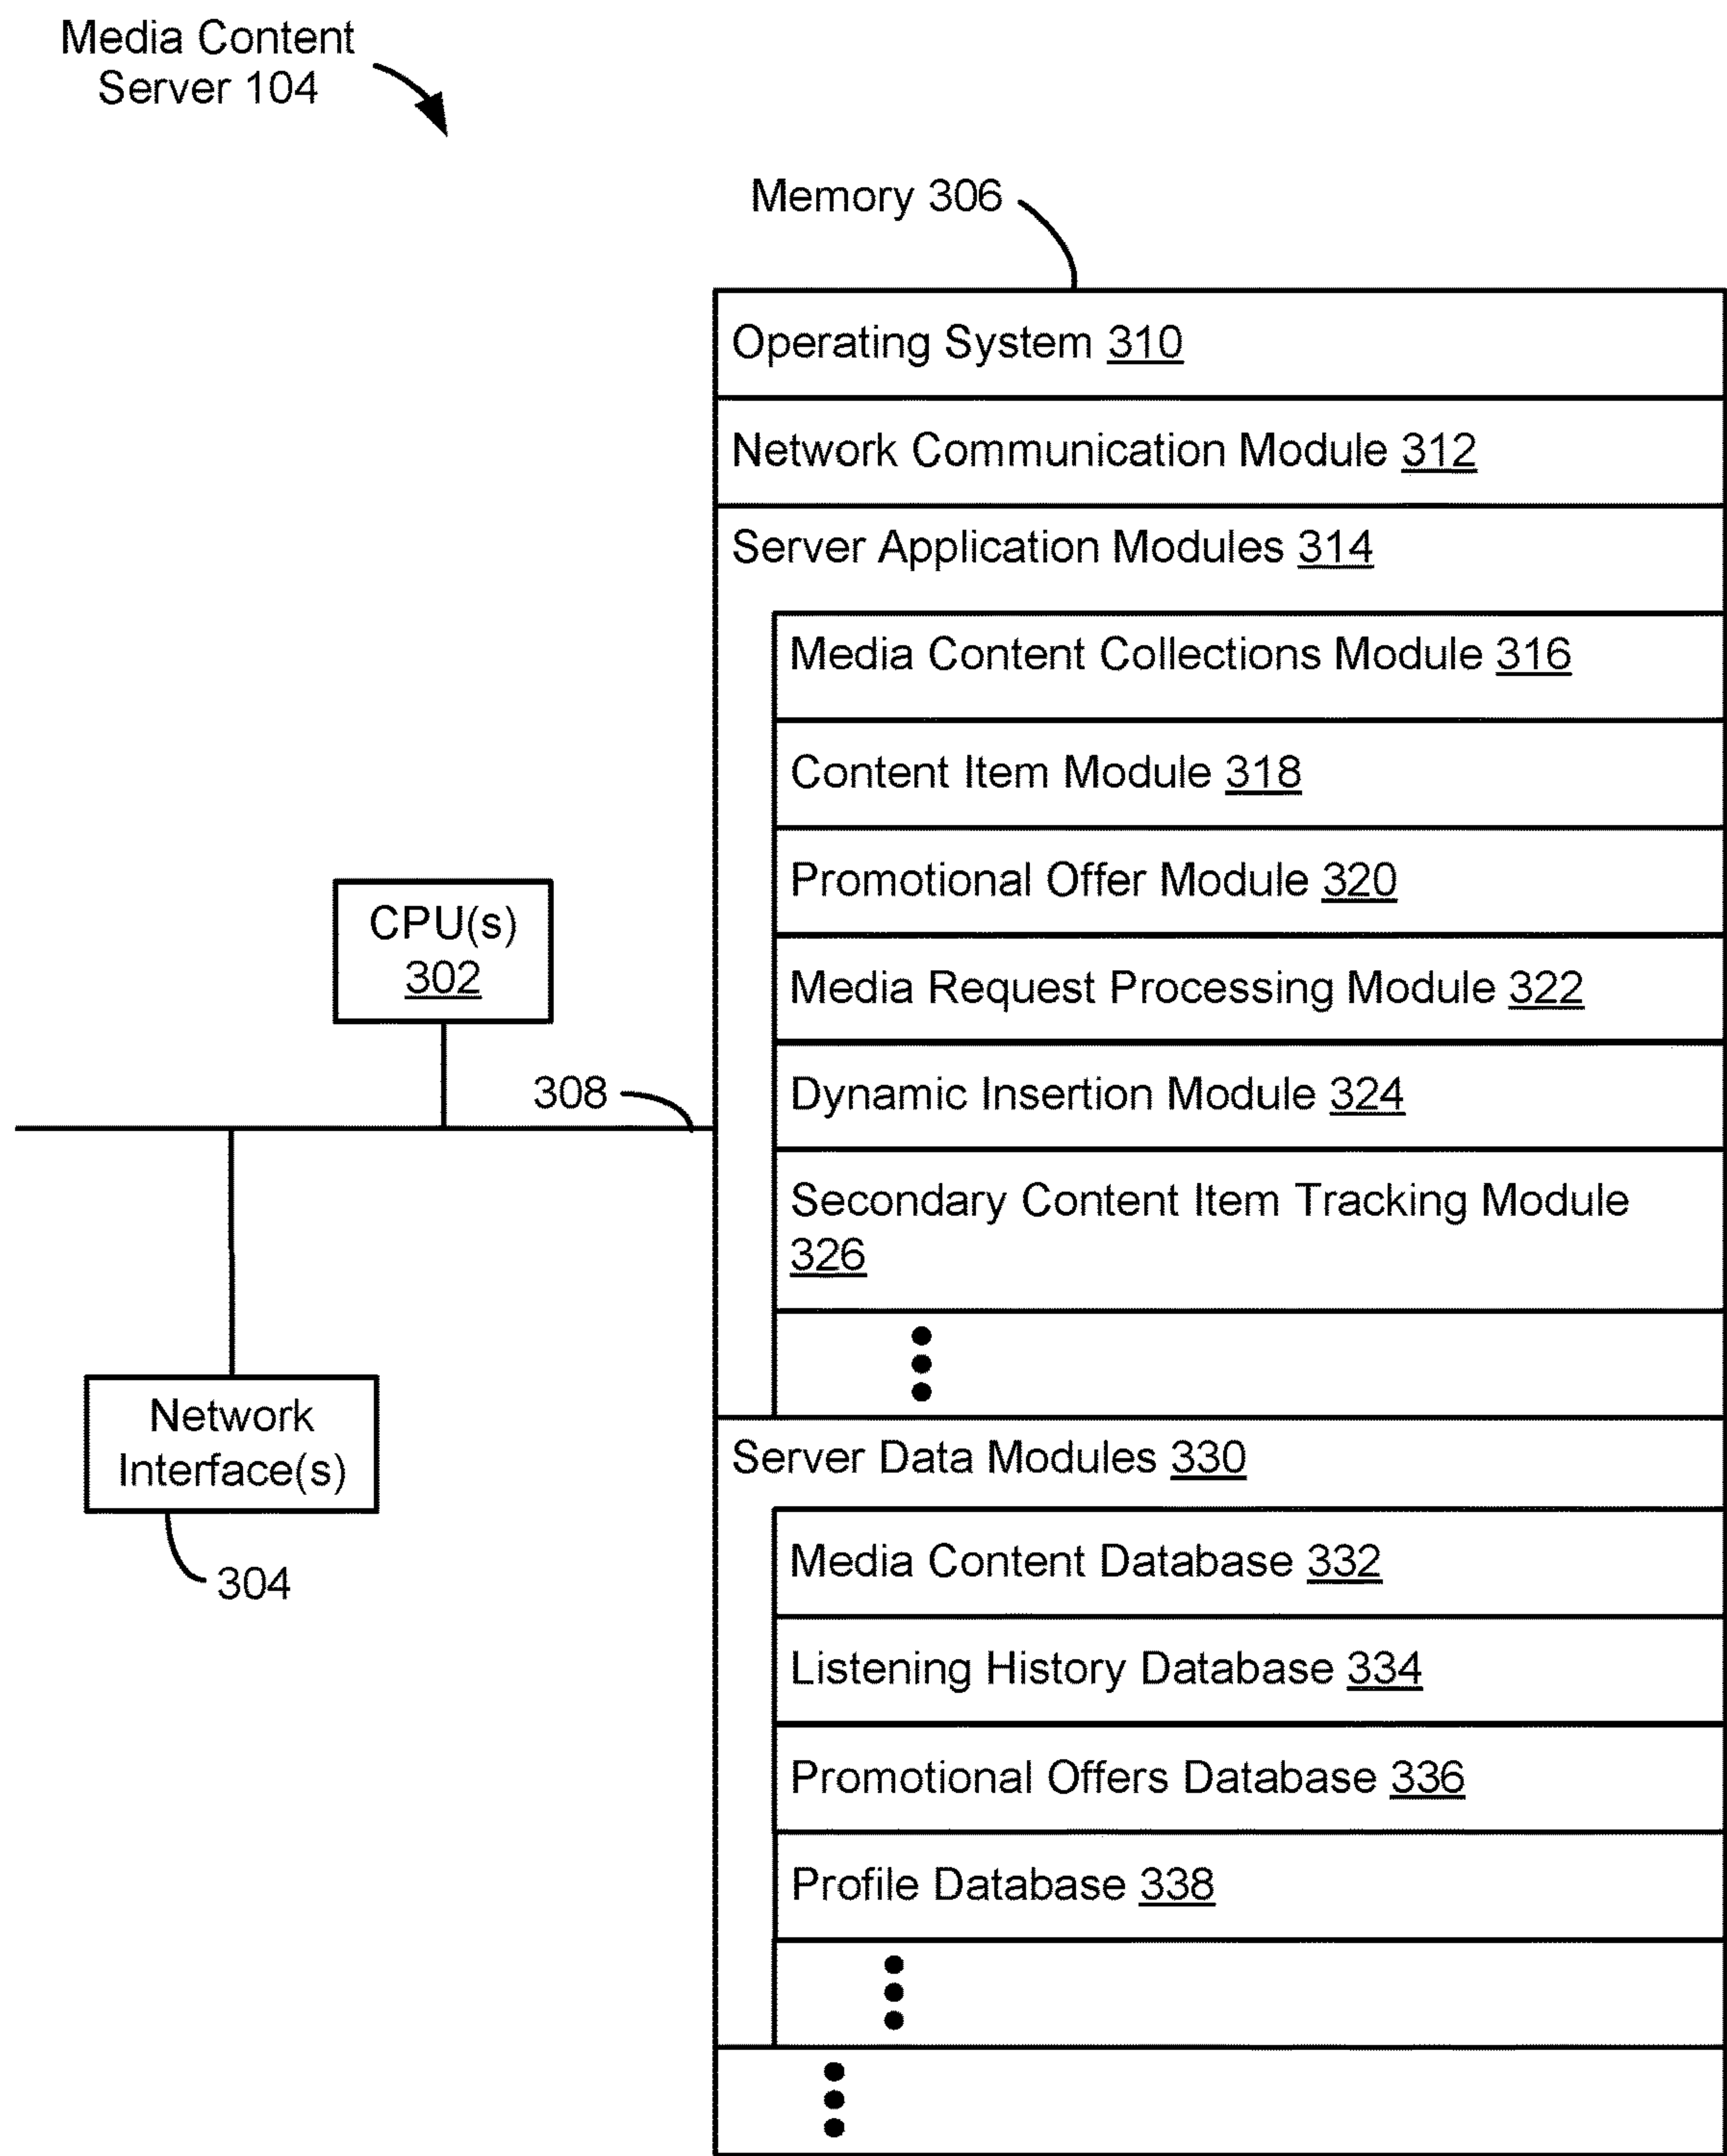 Media Content
Server 104
Memory 306
Operating System 310
Network Communication Module 312
Server Application Modules 314
Media Content Collections Module 316
Content Item Module 318
Promotional Offer Module 320
CPU(s)
302
Media Request Processing Module 322
308
Dynamic Insertion Module 324
Secondary Content Item Tracking Module
326
Network
Interface(s)
304
Server Data Modules 330
Media Content Database 332
Listening History Database 334
Promotional Offers Database 336
Profile Database 338